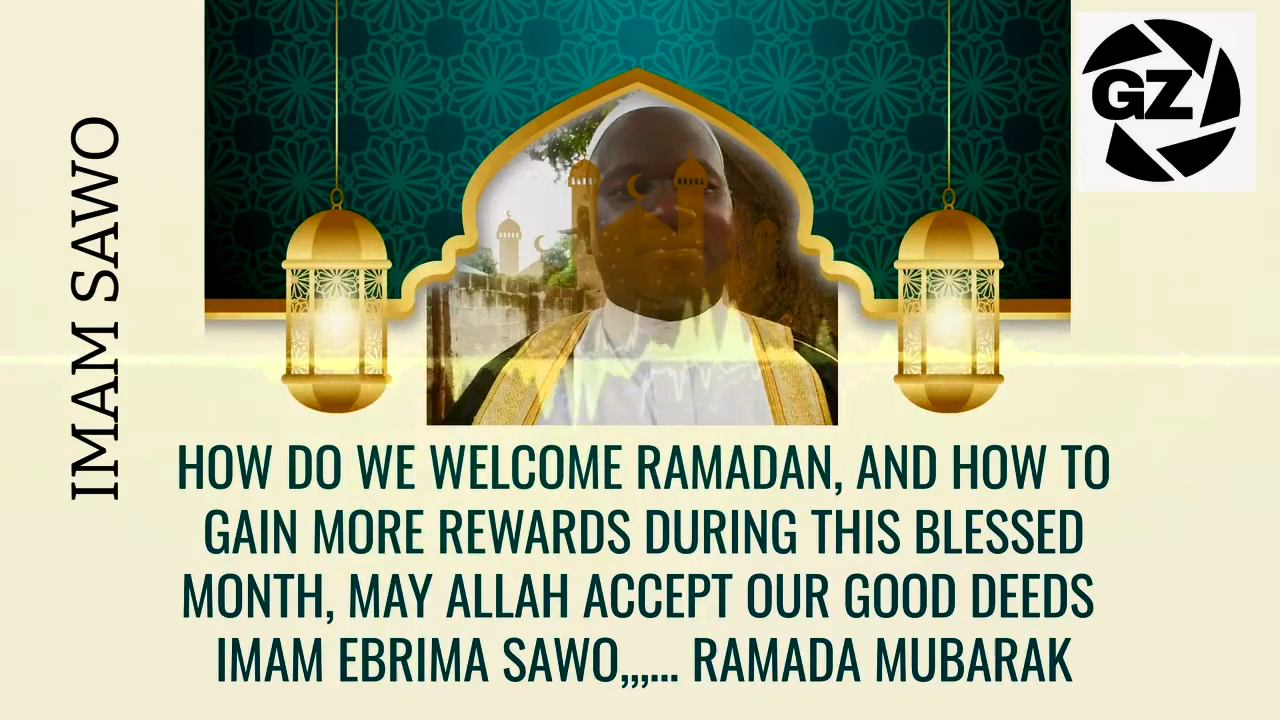 IMAM SAWO
GZ
HOW DO WE WELCOME RAMADAN, AND HOW TO
GAIN MORE REWARDS DURING THIS BLESSED
MONTH, MAY ALLAH ACCEPT OUR GOOD DEEDS
IMAM EBRIMA SAWO,,,... RAMADA MUBARAK